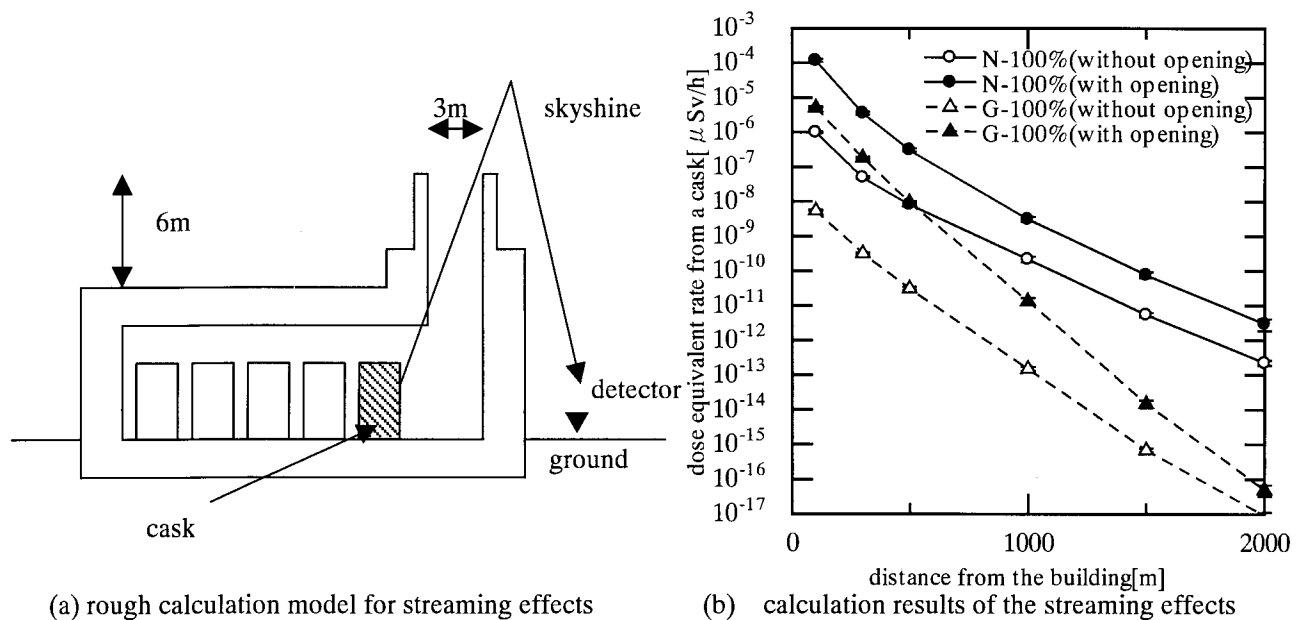 3m
skyshine
6m
detector
ground
cask
(a) rough calculation model for streaming effects
dose equivalent rate from a cask[ μ Sv/h]
10⁻³
10⁻⁴
10⁻⁵
10⁻⁶
10⁻⁷
10⁻⁸
10⁻⁹
10⁻¹⁰
10⁻¹¹
10⁻¹²
10⁻¹³
10⁻¹⁴
10⁻¹⁵
10⁻¹⁶
10⁻¹⁷
N-100%(without opening)
N-100%(with opening)
G-100%(without opening)
G-100%(with opening)
0 1000 2000
distance from the building[m]
(b) calculation results of the streaming effects